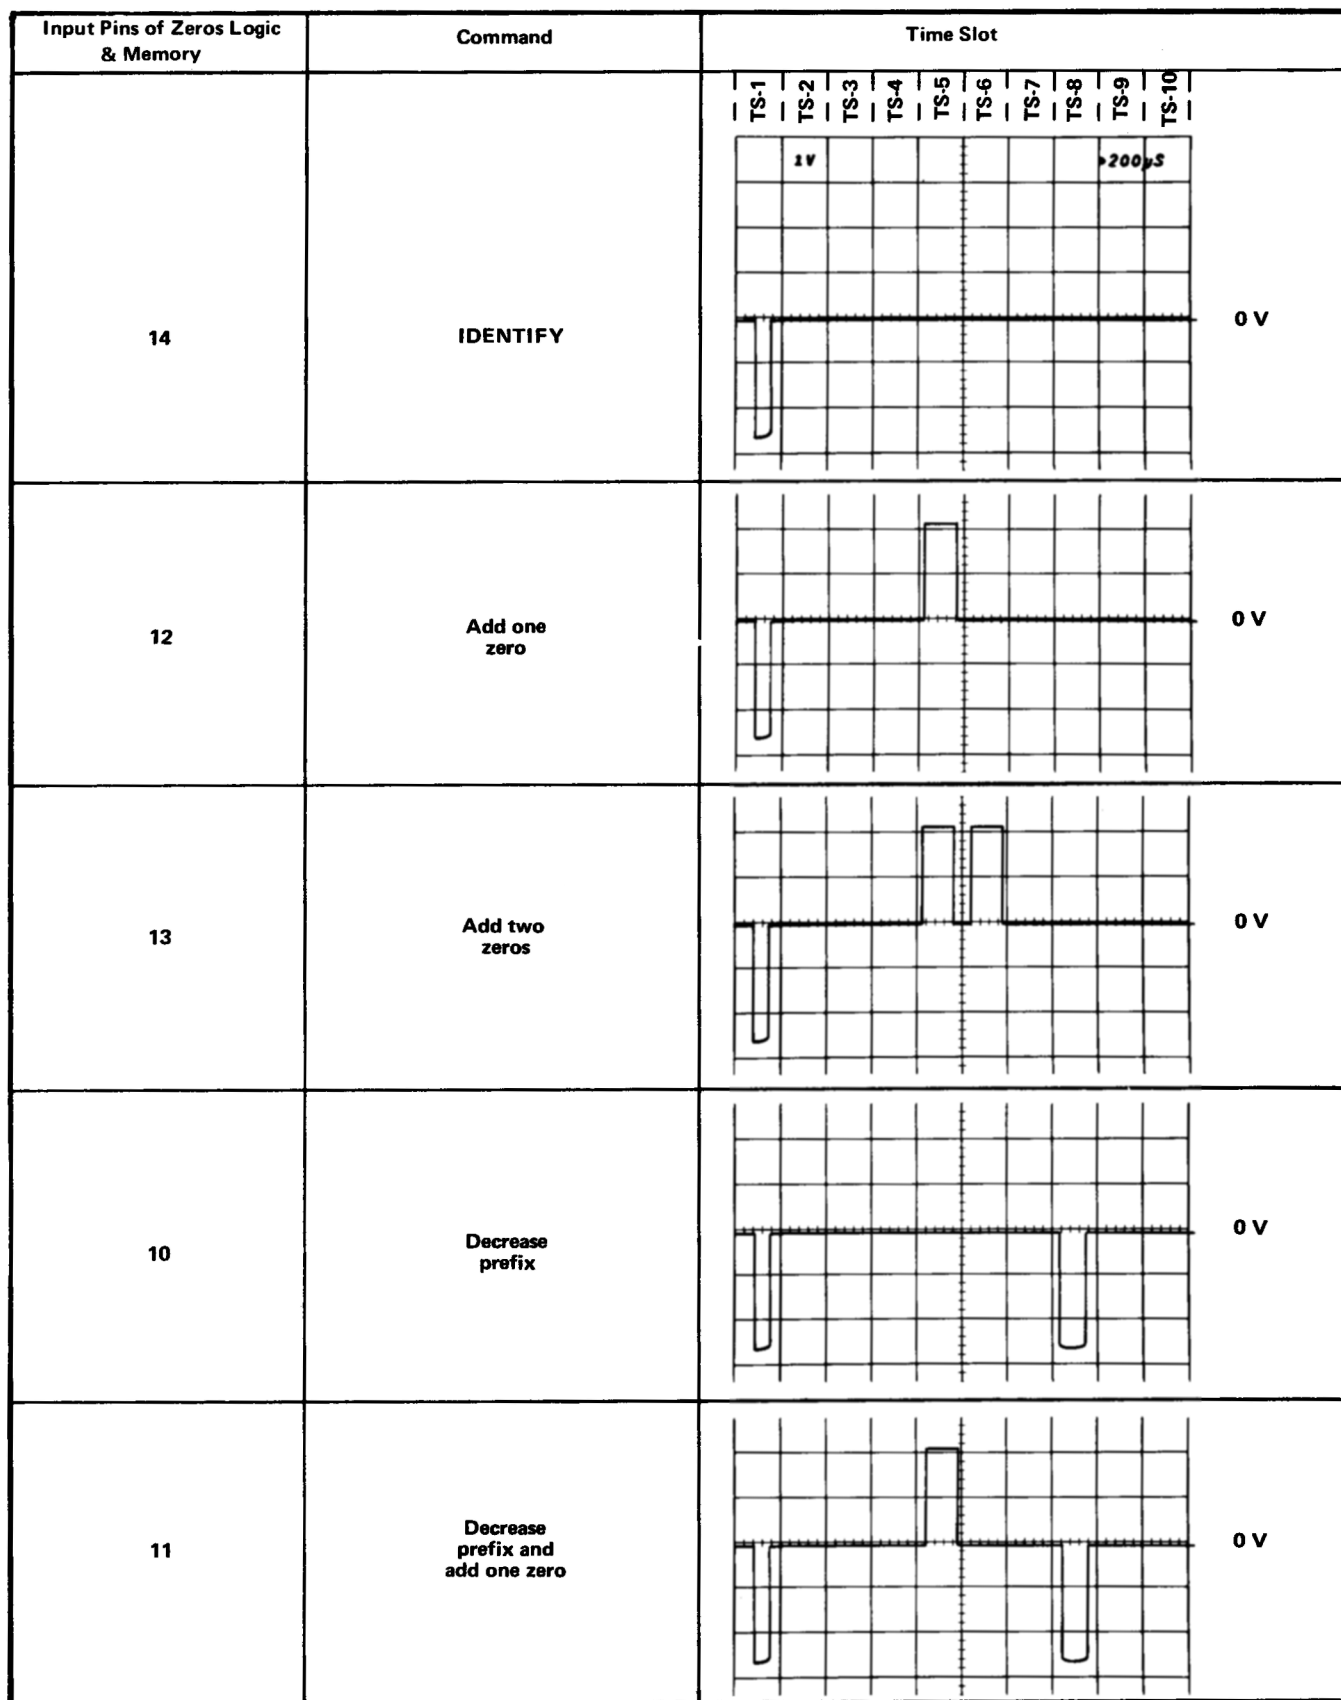 Input Pins of Zeros Logic
& Memory
Command
Time Slot
TS-1
TS-2
TS-3
TS-4
TS-5
TS-6
TS-7
TS-8
TS-9
TS-10
1V
200µS
14
IDENTIFY
0 V
12
Add one
zero
0 V
13
Add two
zeros
0 V
10
Decrease
prefix
0 V
11
Decrease
prefix and
add one zero
0 V